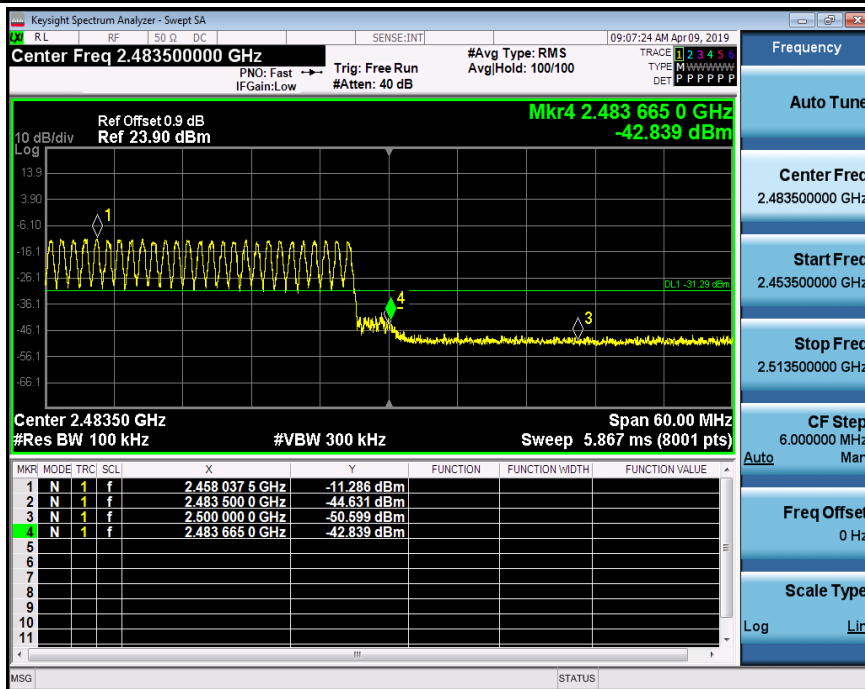 Keysight Spectrum Analyzer - Swept SA
LXI RL RF 50 Ω DC SENSE:INT 09:07:24 AM Apr 09, 2019
Center Freq 2.483500000 GHz
#Avg Type: RMS
TRACE 1 2 3 4 5 6
PNO: Fast Trig: Free Run Avg|Hold: 100/100
TYPE M WWWWW
IFGain:Low #Atten: 40 dB
DET P P P P P P
Frequency
Auto Tune
Center Freq
2.483500000 GHz
Start Freq
2.453500000 GHz
Stop Freq
2.513500000 GHz
CF Step
6.000000 MHz
Auto Man
Freq Offset
0 Hz
Scale Type
Log Lin
Mkr4 2.483 665 0 GHz
-42.839 dBm
Ref Offset 0.9 dB
10 dB/div Ref 23.90 dBm
Log
13.9
3.90
-6.10
-16.1
-26.1
-36.1
-46.1
-56.1
-66.1
1
4
3
DL1 -31.29 dBm
Center 2.48350 GHz Span 60.00 MHz
#Res BW 100 kHz #VBW 300 kHz Sweep 5.867 ms (8001 pts)
MKR MODE TRC SCL X Y FUNCTION FUNCTION WIDTH FUNCTION VALUE
1 N 1 f 2.458 037 5 GHz -11.286 dBm
2 N 1 f 2.483 500 0 GHz -44.631 dBm
3 N 1 f 2.500 000 0 GHz -50.599 dBm
4 N 1 f 2.483 665 0 GHz -42.839 dBm
5
6
7
8
9
10
11
MSG STATUS